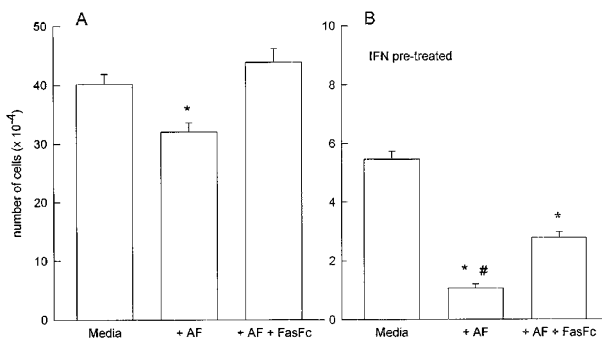 A
number of cells (x 10⁻⁴)
50
40
30
20
10
0
*
Media
+ AF
+ AF + FasFc
B
IFN pre-treated
10
8
6
4
2
0
* #
*
Media
+ AF
+ AF + FasFc